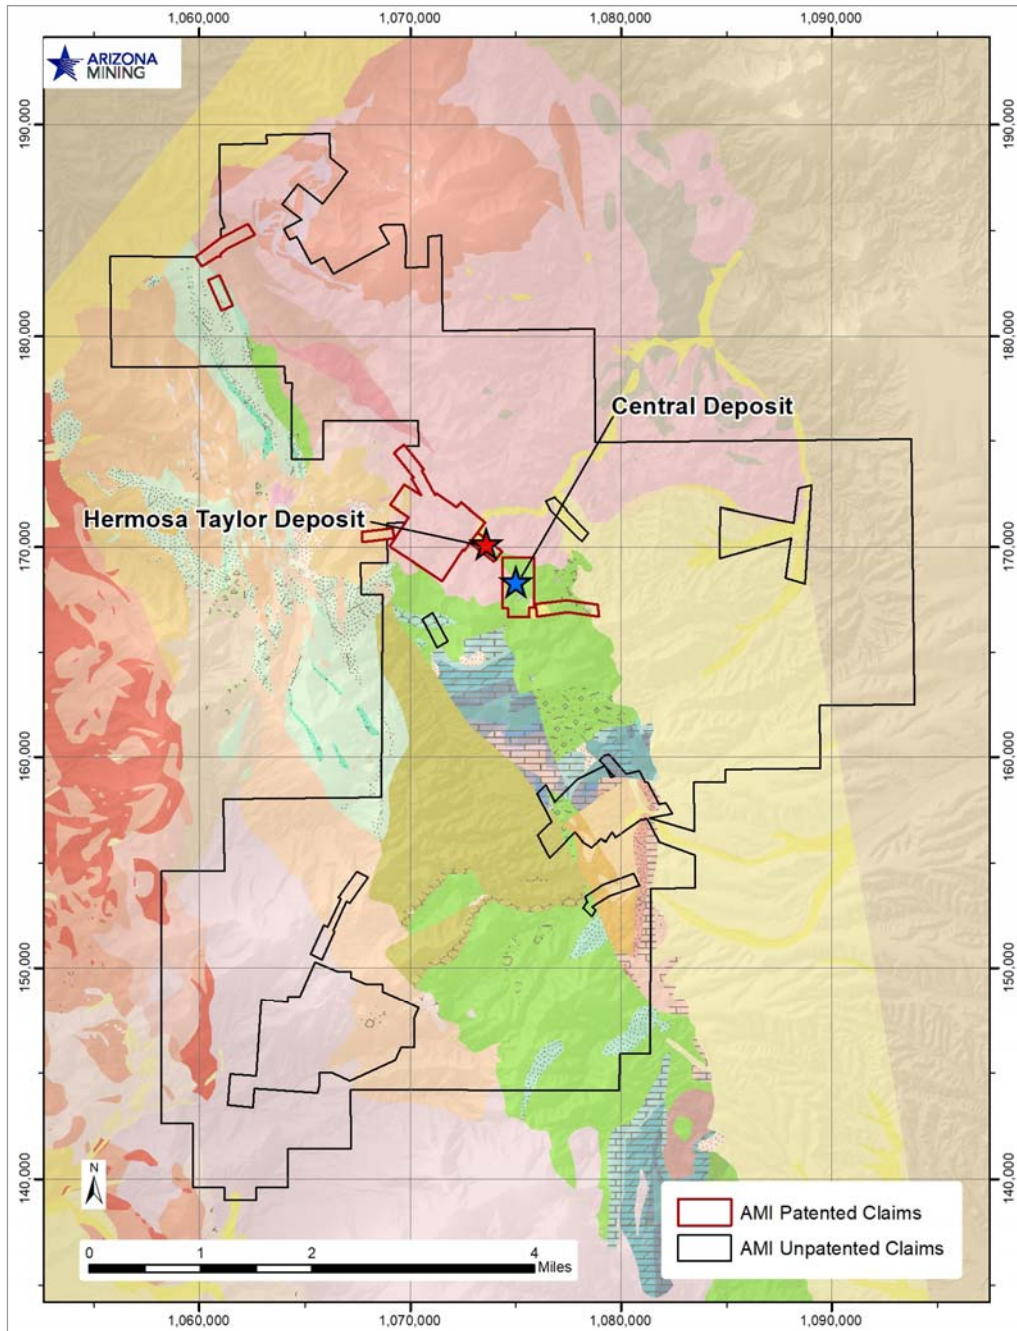 1,060,000 1,070,000 1,080,000 1,090,000
ARIZONA
MINING
190,000 190,000
180,000 180,000
Central Deposit
Hermosa Taylor Deposit
170,000 170,000
160,000 160,000
150,000 150,000
140,000 140,000
N
AMI Patented Claims
AMI Unpatented Claims
0 1 2 4
Miles
1,060,000 1,070,000 1,080,000 1,090,000